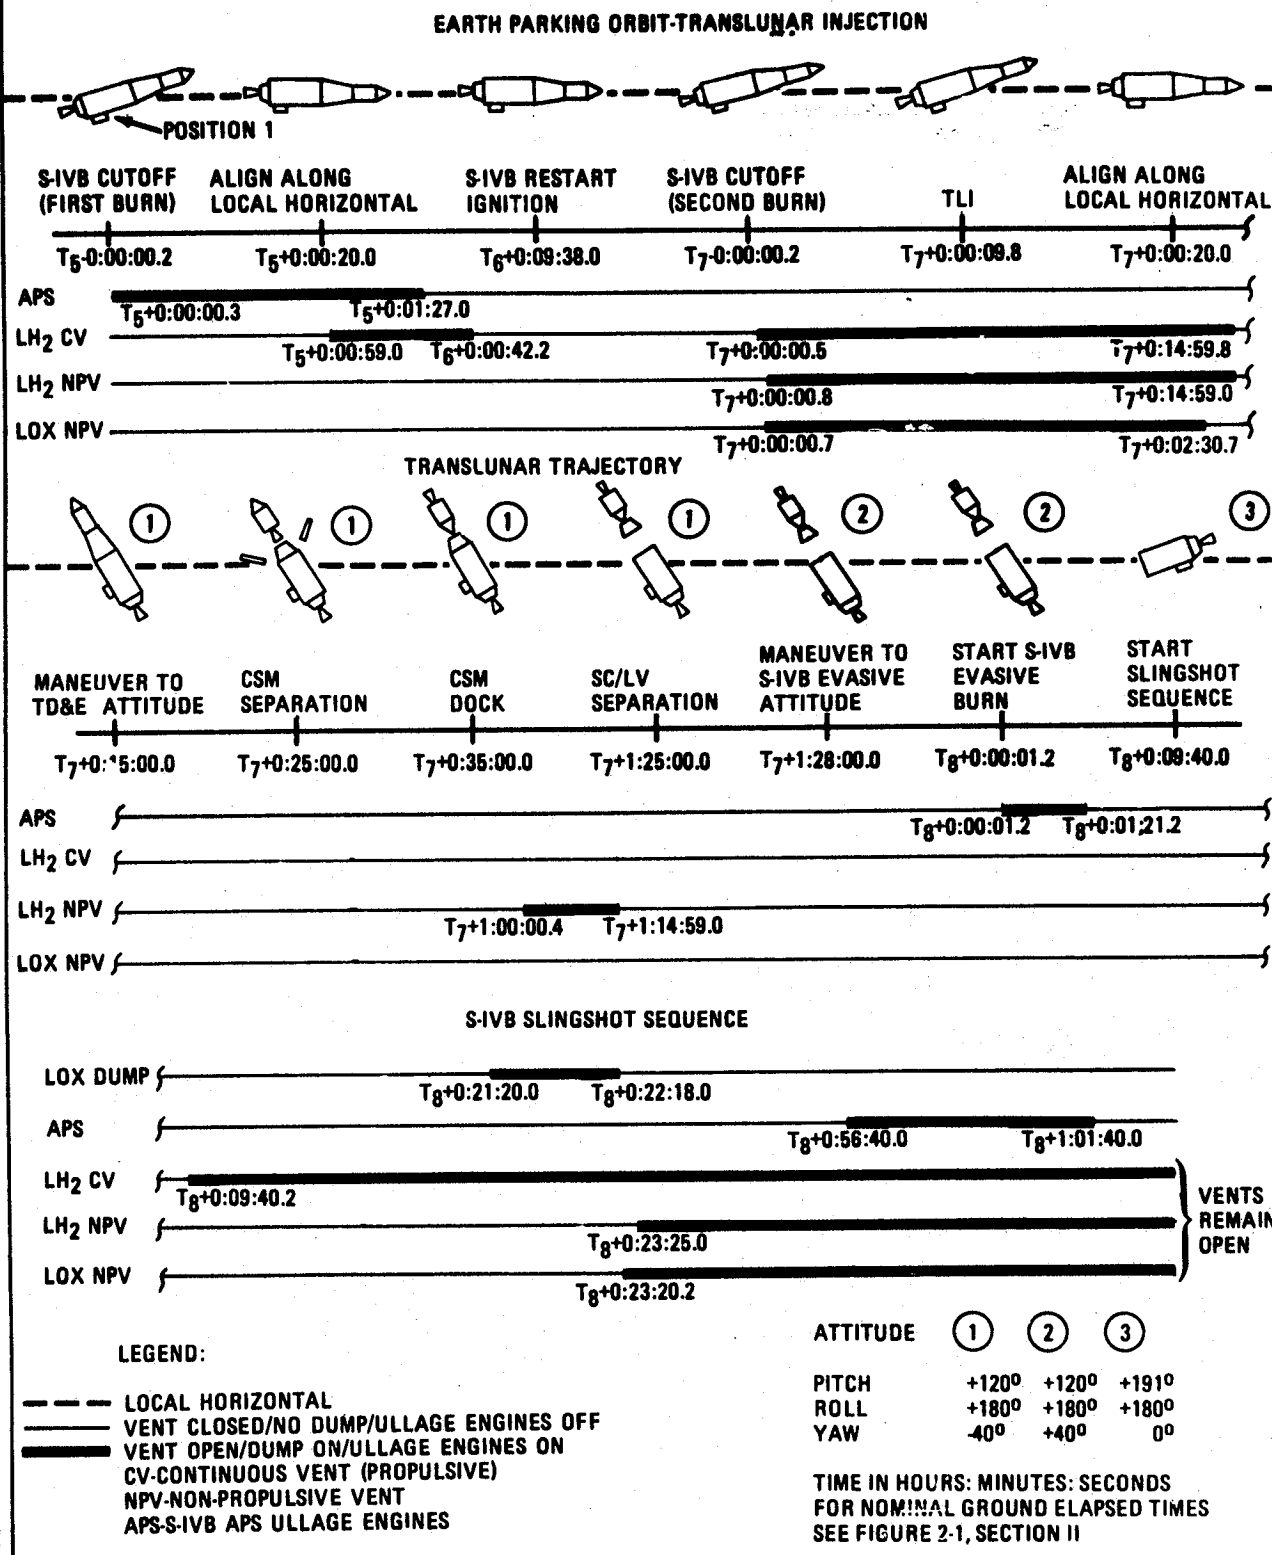 EARTH PARKING ORBIT-TRANSLUNAR INJECTION
POSITION 1
S-IVB CUTOFF (FIRST BURN)
ALIGN ALONG LOCAL HORIZONTAL
S-IVB RESTART IGNITION
S-IVB CUTOFF (SECOND BURN)
TLI
ALIGN ALONG LOCAL HORIZONTAL
T5-0:00:00.2 T5+0:00:20.0 T6+0:09:38.0 T7-0:00:00.2 T7+0:00:09.8 T7+0:00:20.0
APS
T5+0:00:00.3 T5+0:01:27.0
LH2 CV
T5+0:00:59.0 T6+0:00:42.2 T7+0:00:00.5 T7+0:14:59.8
LH2 NPV
T7+0:00:00.8 T7+0:14:59.0
LOX NPV
T7+0:00:00.7 T7+0:02:30.7
TRANSLUNAR TRAJECTORY
1 1 1 1 2 2 3
MANEUVER TO TD&E ATTITUDE
CSM SEPARATION
CSM DOCK
SC/LV SEPARATION
MANEUVER TO S-IVB EVASIVE ATTITUDE
START S-IVB EVASIVE BURN
START SLINGSHOT SEQUENCE
T7+0:15:00.0 T7+0:25:00.0 T7+0:35:00.0 T7+1:25:00.0 T7+1:28:00.0 T8+0:00:01.2 T8+0:09:40.0
APS
T8+0:00:01.2 T8+0:01:21.2
LH2 CV
LH2 NPV
T7+1:00:00.4 T7+1:14:59.0
LOX NPV
S-IVB SLINGSHOT SEQUENCE
LOX DUMP
T8+0:21:20.0 T8+0:22:18.0
APS
T8+0:56:40.0 T8+1:01:40.0
LH2 CV
T8+0:09:40.2
LH2 NPV
T8+0:23:25.0
LOX NPV
T8+0:23:20.2
VENTS REMAIN OPEN
LEGEND:
LOCAL HORIZONTAL
VENT CLOSED/NO DUMP/ULLAGE ENGINES OFF
VENT OPEN/DUMP ON/ULLAGE ENGINES ON
CV-CONTINUOUS VENT (PROPULSIVE)
NPV-NON-PROPULSIVE VENT
APS-S-IVB APS ULLAGE ENGINES
ATTITUDE 1 2 3
PITCH +120° +120° +191°
ROLL +180° +180° +180°
YAW -40° +40° 0°
TIME IN HOURS: MINUTES: SECONDS
FOR NOMINAL GROUND ELAPSED TIMES
SEE FIGURE 2-1, SECTION II